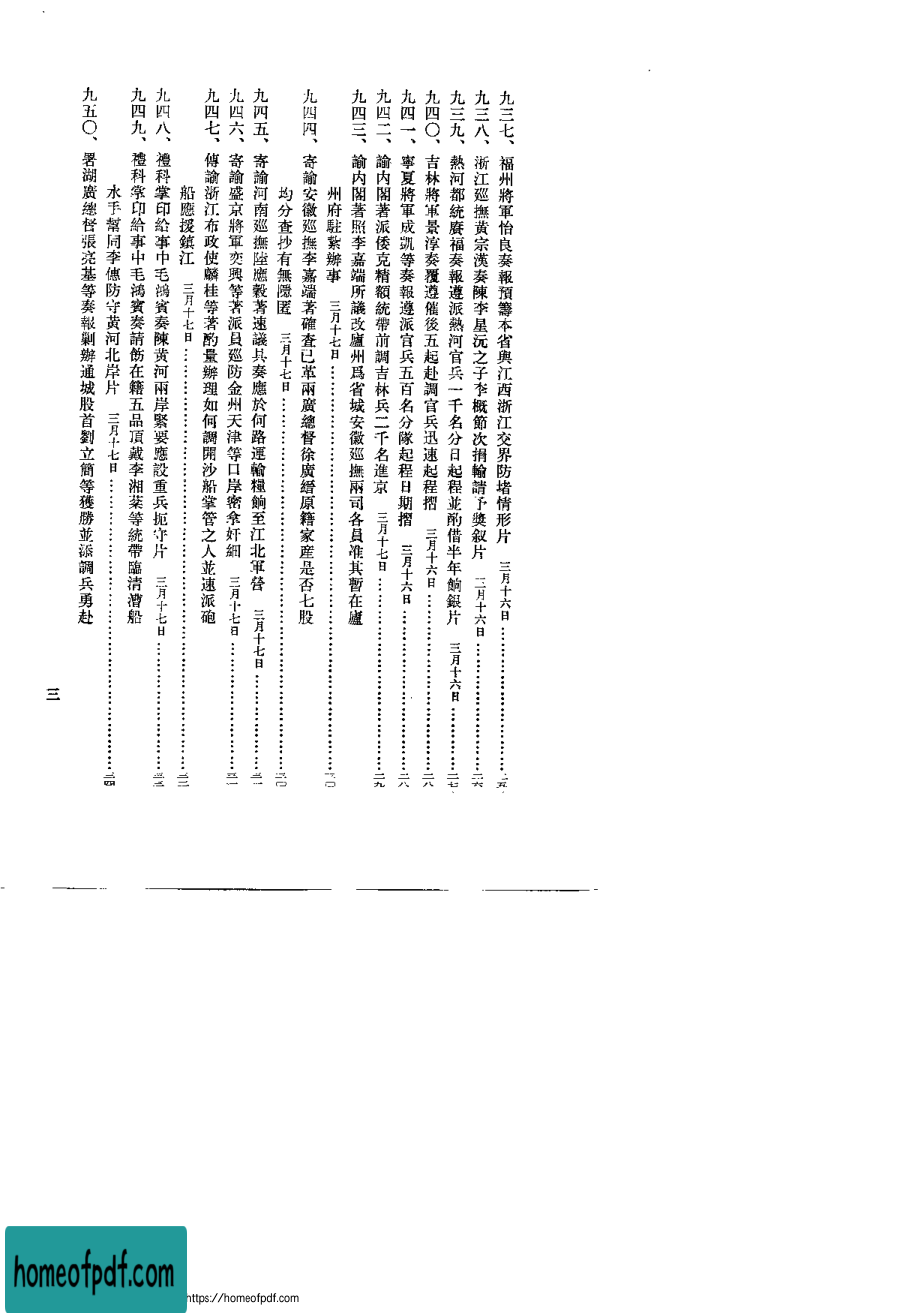 九三七、福州將軍怡良奏報預籌本省與江西浙江交界防堵情形片　三月十六日……………………
九三八、浙江巡撫黃宗漢奏陳李星沅之子李概節次捐輸請予獎叙片　三月十六日……………………二六
九三九、熱河都統賡福奏報遵派熱河官兵一千名分日起程並酌借半年餉銀片　三月十六日…………二七
九四〇、吉林將軍景淳奏覆遵催後五起赴調官兵迅速起程摺　三月十六日……………………二八
九四一、寧夏將軍成凱等奏報遵派官兵五百名分隊起程日期摺　三月十六日……………………二八
九四二、諭内閣著派倭克精額統帶前調吉林兵二千名進京　三月十七日……………………二九
九四三、諭内閣著照李嘉端所議改廬州爲省城安徽巡撫兩司各員准其暫在廬
州府駐紮辦事　三月十七日……………………
九四四、寄諭安徽巡撫李嘉端著確查已革兩廣總督徐廣縉原籍家産是否七股
均分查抄有無隱匿　三月十七日……………………
九四五、寄諭河南巡撫陸應穀著速議具奏應於何路運輸糧餉至江北軍營　三月十七日……………………
九四六、寄諭盛京將軍奕興等著派員巡防金州天津等口岸密拿奸細　三月十七日……………………
九四七、傳諭浙江布政使麟桂等著酌量辦理如何調開沙船掌管之人並速派砲
船應援鎮江　三月十七日……………………
九四八、禮科掌印給事中毛鴻賓奏陳黄河兩岸緊要應設重兵扼守片　三月十七日……………………
九四九、禮科掌印給事中毛鴻賓奏請飭在籍五品頂戴李湘棻等統帶臨清漕船
水手幫同李僡防守黄河北岸片　三月十七日……………………三四
九五〇、署湖廣總督張亮基等奏報剿辦通城股首劉立簡等獲勝並添調兵勇赴
三
homeofpdf.com
https://homeofpdf.com